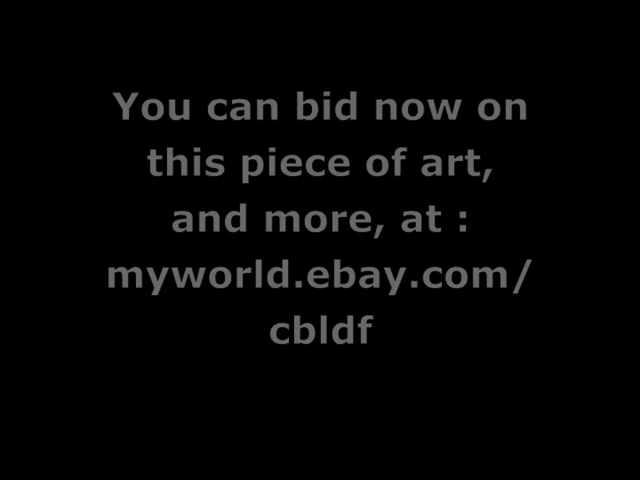 You can bid now on
this piece of art,
and more, at :
myworld.ebay.com/
cbldf